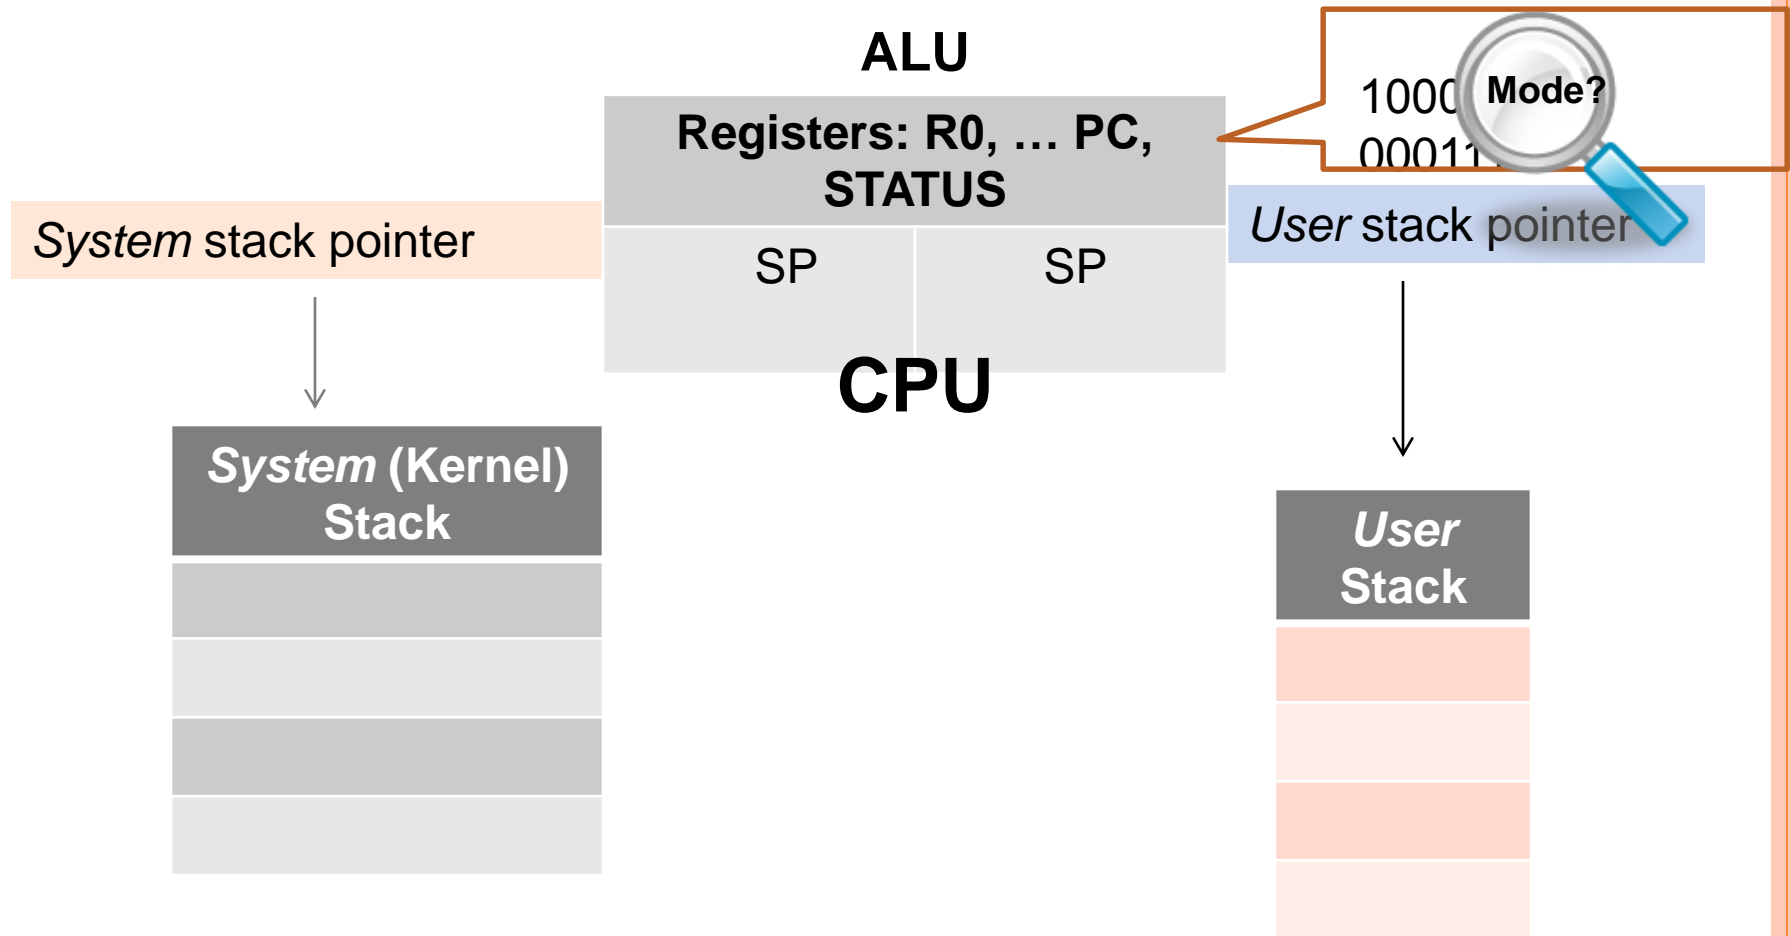 ALU
Registers: R0, … PC,
STATUS
Mode?
System stack pointer
User stack pointer
SP SP
CPU
System (Kernel)
Stack
User
Stack